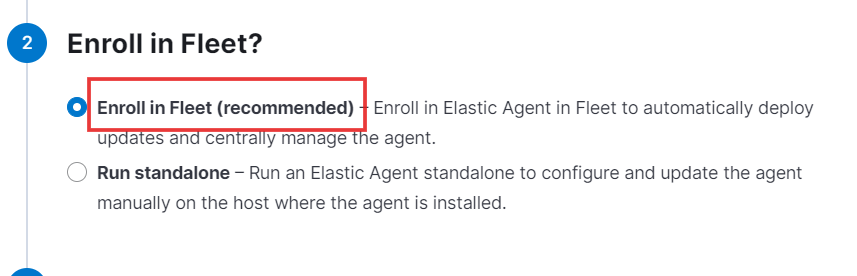 2
Enroll in Fleet?
Enroll in Fleet (recommended) – Enroll in Elastic Agent in Fleet to automatically deploy
updates and centrally manage the agent.
Run standalone – Run an Elastic Agent standalone to configure and update the agent
manually on the host where the agent is installed.